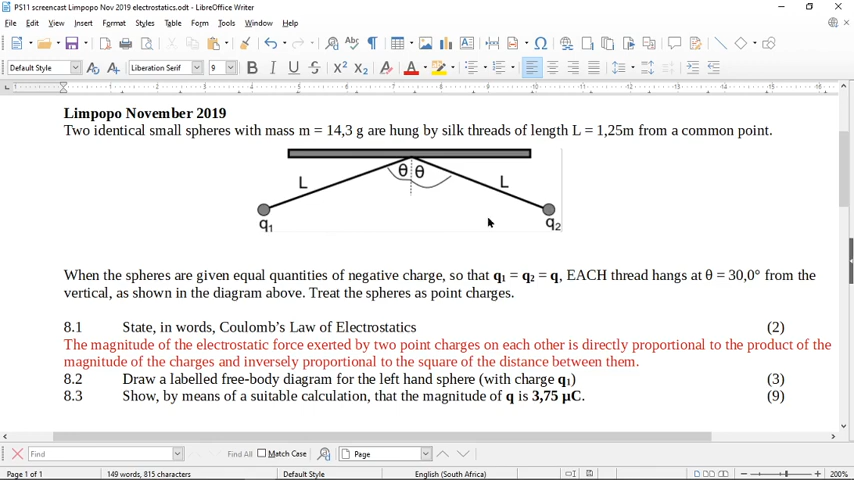 PS11 screencast Limpopo Nov 2019 electrostatics.odt - LibreOffice Writer
File Edit View Insert Format Styles Table Form Tools Window Help
Default Style Liberation Serif 9
Limpopo November 2019
Two identical small spheres with mass m = 14,3 g are hung by silk threads of length L = 1,25m from a common point.
θ θ
L L
q₁ q₂
When the spheres are given equal quantities of negative charge, so that q₁ = q₂ = q, EACH thread hangs at θ = 30,0° from the
vertical, as shown in the diagram above. Treat the spheres as point charges.
8.1 State, in words, Coulomb's Law of Electrostatics (2)
The magnitude of the electrostatic force exerted by two point charges on each other is directly proportional to the product of the
magnitude of the charges and inversely proportional to the square of the distance between them.
8.2 Draw a labelled free-body diagram for the left hand sphere (with charge q₁) (3)
8.3 Show, by means of a suitable calculation, that the magnitude of q is 3,75 μC. (9)
Find Find All Match Case Page
Page 1 of 1 149 words, 815 characters Default Style English (South Africa) 200%